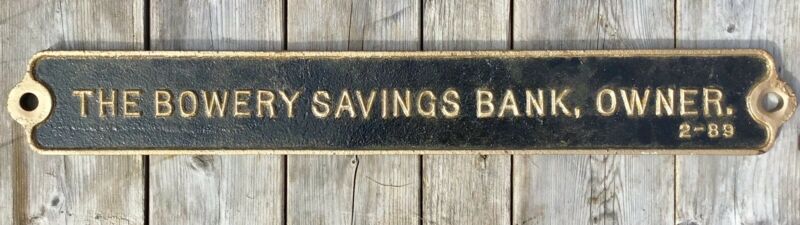 THE BOWERY SAVINGS BANK, OWNER.
2-89